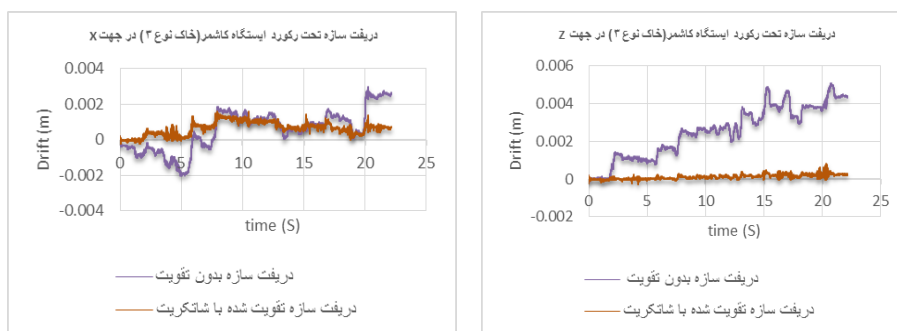 دریفت سازه تحت رکورد ایستگاه کاشمر(خاک نوع ۳) در جهت x
0.004
0.002
0
-0.002
-0.004
0 5 10 15 20 25
Drift (m)
time (S)
دریفت سازه بدون تقویت
دریفت سازه تقویت شده با شاتکریت
دریفت سازه تحت رکورد ایستگاه کاشمر(خاک نوع ۳) در جهت z
0.006
0.004
0.002
0
-0.002
0 5 10 15 20 25
Drift (m)
time (S)
دریفت سازه بدون تقویت
دریفت سازه تقویت شده با شاتکریت